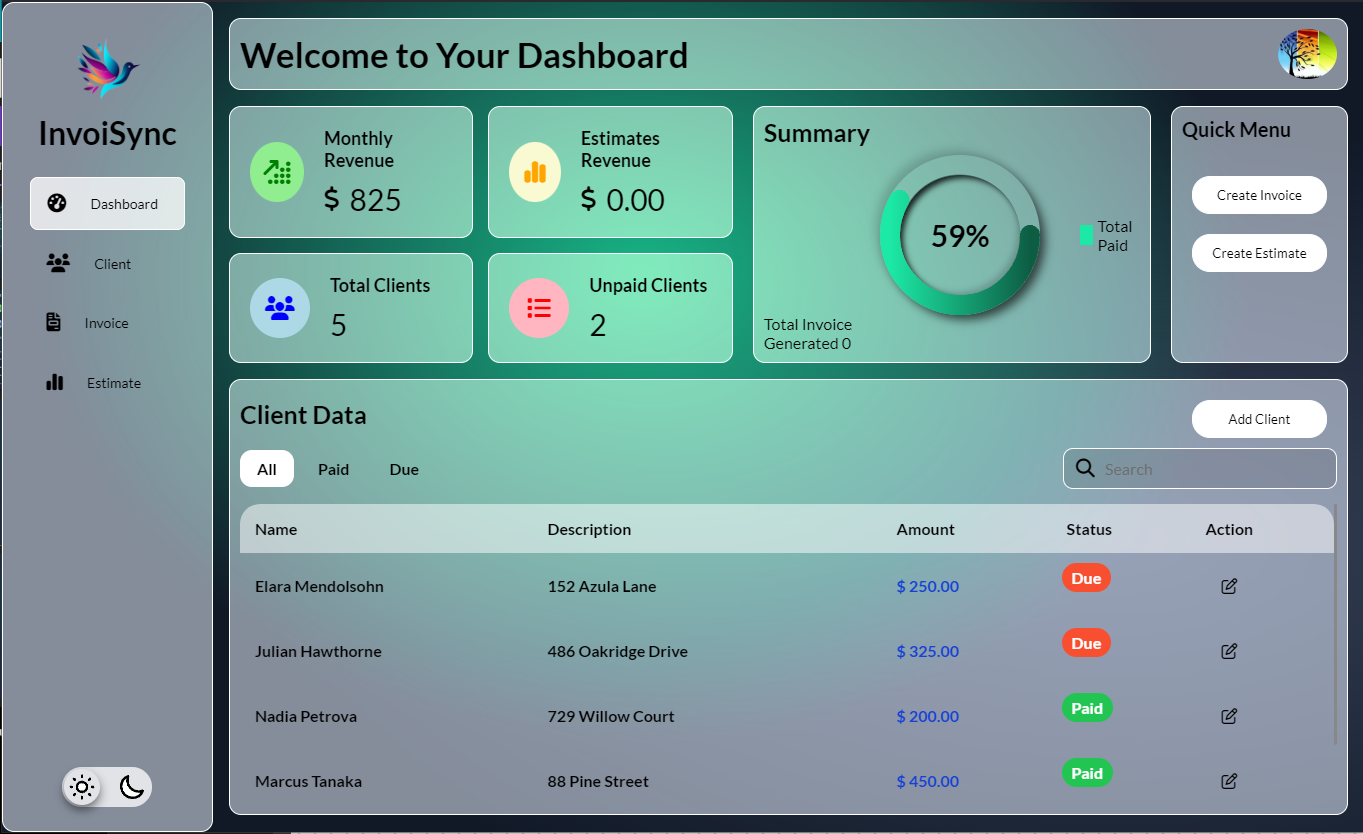 InvoiSync
Dashboard
Client
Invoice
Estimate
Welcome to Your Dashboard
Monthly
Revenue
$ 825
Estimates
Revenue
$ 0.00
Total Clients
5
Unpaid Clients
2
Summary
59%
Total
Paid
Total Invoice
Generated 0
Quick Menu
Create Invoice
Create Estimate
Client Data
Add Client
All Paid Due
Search
Name Description Amount Status Action
Elara Mendolsohn 152 Azula Lane $ 250.00 Due
Julian Hawthorne 486 Oakridge Drive $ 325.00 Due
Nadia Petrova 729 Willow Court $ 200.00 Paid
Marcus Tanaka 88 Pine Street $ 450.00 Paid